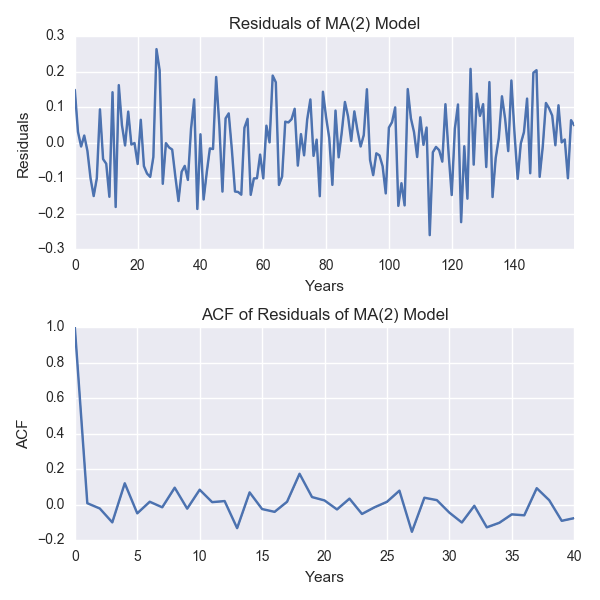 Residuals of MA(2) Model
0.3
0.2
0.1
0.0
−0.1
−0.2
−0.3
Residuals
0 20 40 60 80 100 120 140
Years
ACF of Residuals of MA(2) Model
1.0
0.8
0.6
0.4
0.2
0.0
−0.2
ACF
0 5 10 15 20 25 30 35 40
Years